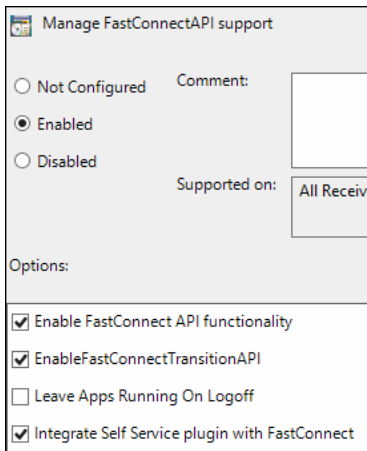 Manage FastConnectAPI support
Not Configured
Comment:
Enabled
Disabled
Supported on:
All Receiv
Options:
Enable FastConnect API functionality
EnableFastConnectTransitionAPI
Leave Apps Running On Logoff
Integrate Self Service plugin with FastConnect